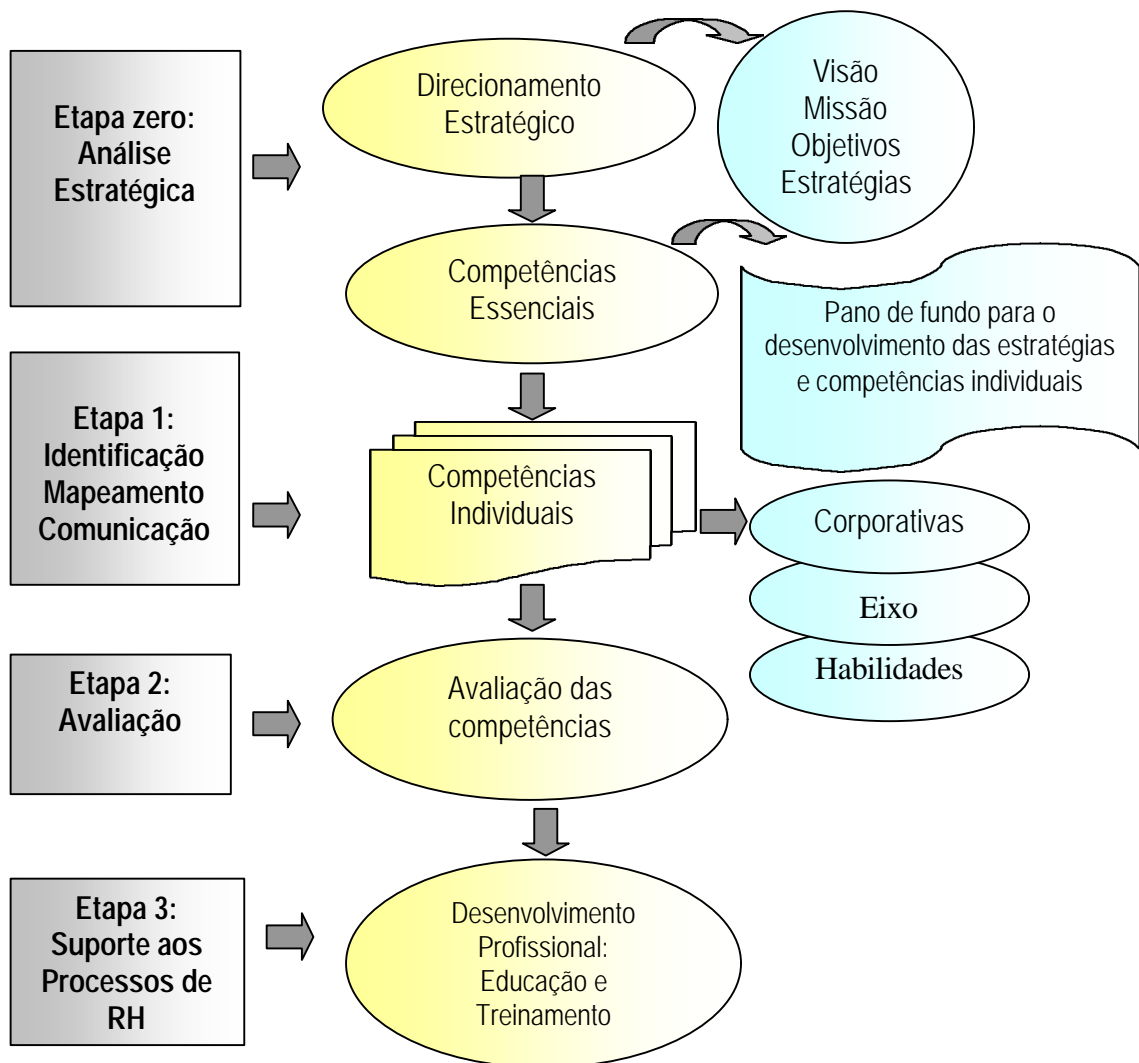 Etapa zero:
Análise
Estratégica
Direcionamento
Estratégico
Visão
Missão
Objetivos
Estratégias
Competências
Essenciais
Pano de fundo para o
desenvolvimento das estratégias
e competências individuais
Etapa 1:
Identificação
Mapeamento
Comunicação
Competências
Individuais
Corporativas
Eixo
Habilidades
Etapa 2:
Avaliação
Avaliação das
competências
Etapa 3:
Suporte aos
Processos de
RH
Desenvolvimento
Profissional:
Educação e
Treinamento